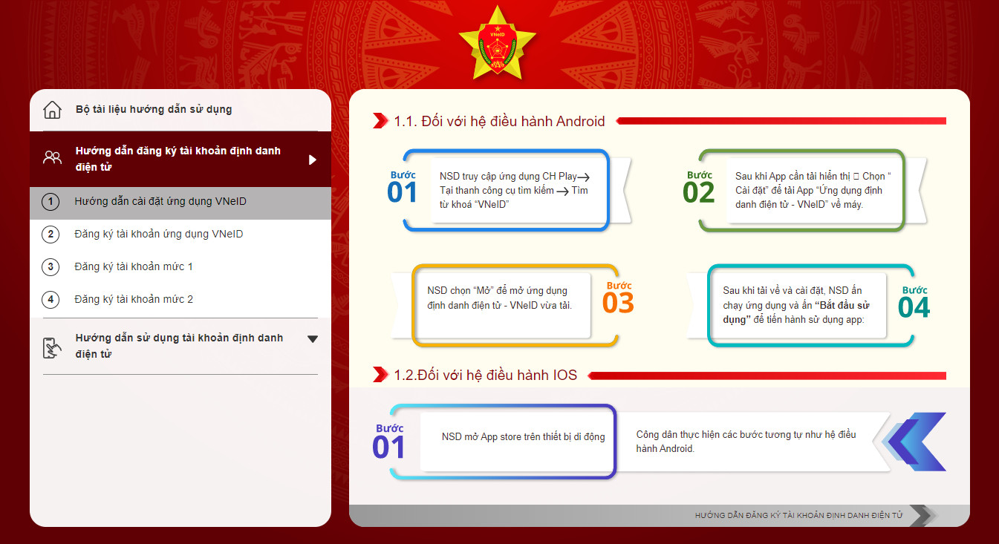 VNeID
Bộ tài liệu hướng dẫn sử dụng
Hướng dẫn đăng ký tài khoản định danh
điện tử
1 Hướng dẫn cài đặt ứng dụng VNeID
2 Đăng ký tài khoản ứng dụng VNeID
3 Đăng ký tài khoản mức 1
4 Đăng ký tài khoản mức 2
Hướng dẫn sử dụng tài khoản định danh
điện tử
1.1. Đối với hệ điều hành Android
Bước
01
NSD truy cập ứng dụng CH Play→
Tại thanh công cụ tìm kiếm → Tìm
từ khoá “VNeID”
Bước
02
Sau khi App cần tải hiển thị  Chọn “
Cài đặt” để tải App “Ứng dụng định
danh điện tử - VNeID” về máy.
NSD chọn “Mở” để mở ứng dụng
định danh điện tử - VNeID vừa tải.
Bước
03
Sau khi tải về và cài đặt, NSD ấn
chạy ứng dụng và ấn “Bắt đầu sử
dụng” để tiến hành sử dụng app:
Bước
04
1.2.Đối với hệ điều hành IOS
Bước
01
NSD mở App store trên thiết bị di động
Công dân thực hiện các bước tương tự như hệ điều
hành Android.
HƯỚNG DẪN ĐĂNG KÝ TÀI KHOẢN ĐỊNH DANH ĐIỆN TỬ